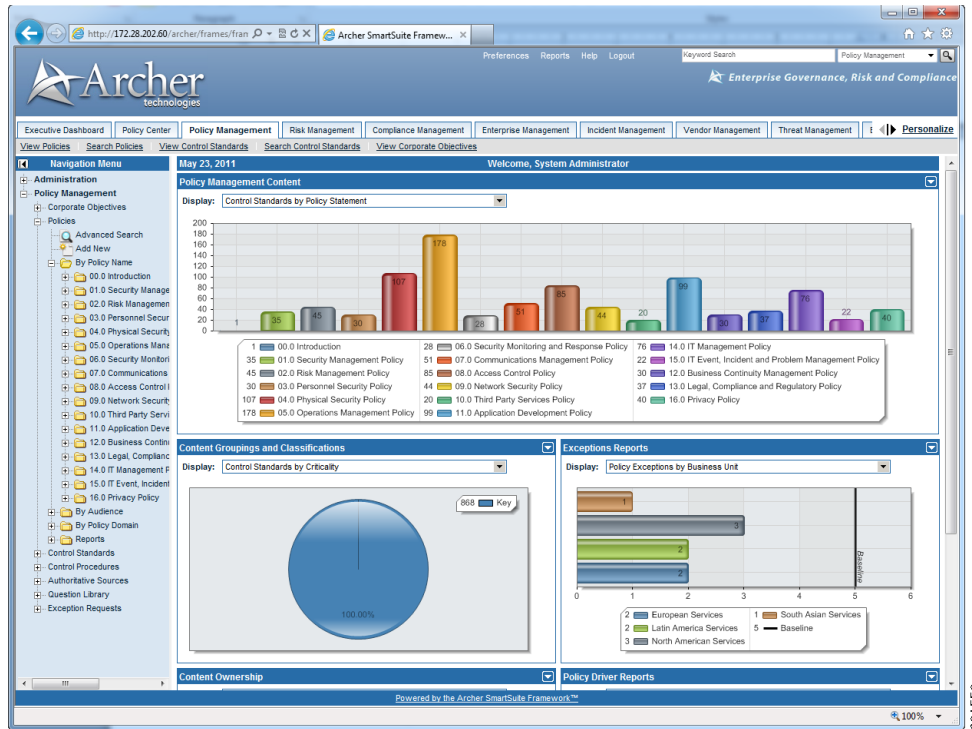 http://172.28.202.60/archer/frames/fran
Archer SmartSuite Framew...
Preferences Reports Help Logout
Keyword Search
Policy Management
Archer
technologies
Enterprise Governance, Risk and Compliance
Executive Dashboard Policy Center Policy Management Risk Management Compliance Management Enterprise Management Incident Management Vendor Management Threat Management Personalize
View Policies Search Policies View Control Standards Search Control Standards View Corporate Objectives
Navigation Menu
May 23, 2011 Welcome, System Administrator
Administration
Policy Management
Corporate Objectives
Policies
Advanced Search
Add New
By Policy Name
00.0 Introduction
01.0 Security Manage
02.0 Risk Managemen
03.0 Personnel Secur
04.0 Physical Security
05.0 Operations Mana
06.0 Security Monitori
07.0 Communications
08.0 Access Control
09.0 Network Security
10.0 Third Party Servi
11.0 Application Deve
12.0 Business Contin
13.0 Legal, Complianc
14.0 IT Management P
15.0 IT Event, Incident
16.0 Privacy Policy
By Audience
By Policy Domain
Reports
Control Standards
Control Procedures
Authoritative Sources
Question Library
Exception Requests
Policy Management Content
Display: Control Standards by Policy Statement
200
180
160
140
120
100
80
60
40
20
0
1 35 45 30 107 178 28 51 85 44 20 99 30 37 76 22 40
1 00.0 Introduction
35 01.0 Security Management Policy
45 02.0 Risk Management Policy
30 03.0 Personnel Security Policy
107 04.0 Physical Security Policy
178 05.0 Operations Management Policy
28 06.0 Security Monitoring and Response Policy
51 07.0 Communications Management Policy
85 08.0 Access Control Policy
44 09.0 Network Security Policy
20 10.0 Third Party Services Policy
99 11.0 Application Development Policy
76 14.0 IT Management Policy
22 15.0 IT Event, Incident and Problem Management Policy
30 12.0 Business Continuity Management Policy
37 13.0 Legal, Compliance and Regulatory Policy
40 16.0 Privacy Policy
Content Groupings and Classifications
Display: Control Standards by Criticality
868 Key
100.00%
Exceptions Reports
Display: Policy Exceptions by Business Unit
1
3
2
2
Baseline
0 1 2 3 4 5 6
2 European Services
2 Latin America Services
3 North American Services
1 South Asian Services
5 Baseline
Content Ownership
Policy Driver Reports
Powered by the Archer SmartSuite Framework™
100%